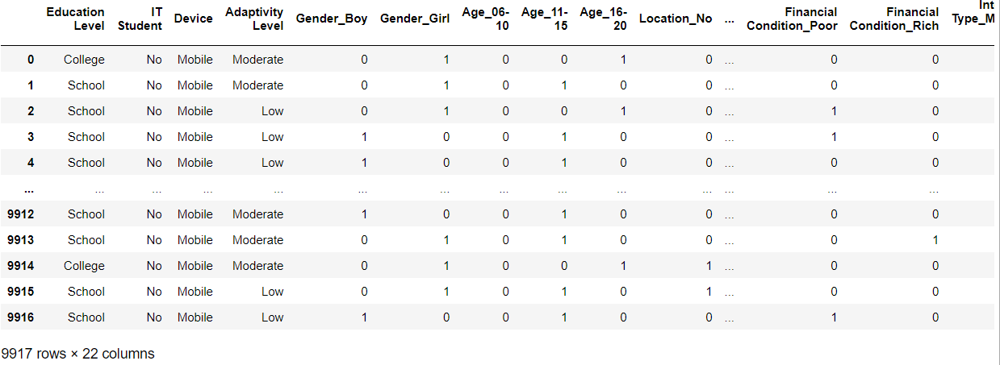 Education Level IT Student Device Adaptivity Level Gender_Boy Gender_Girl Age_06-10 Age_11-15 Age_16-20 Location_No ... Financial Condition_Poor Financial Condition_Rich Int Type_M
0 College No Mobile Moderate 0 1 0 0 1 0 ... 0 0
1 School No Mobile Moderate 0 1 0 1 0 0 ... 0 0
2 School No Mobile Low 0 1 0 0 1 0 ... 1 0
3 School No Mobile Low 1 0 0 1 0 0 ... 1 0
4 School No Mobile Low 1 0 0 1 0 0 ... 0 0
... ... ... ... ... ... ... ... ... ... ... ... ... ...
9912 School No Mobile Moderate 1 0 0 1 0 0 ... 0 0
9913 School No Mobile Moderate 0 1 0 1 0 0 ... 0 1
9914 College No Mobile Moderate 0 1 0 0 1 1 ... 0 0
9915 School No Mobile Low 0 1 0 1 0 1 ... 0 0
9916 School No Mobile Low 1 0 0 1 0 0 ... 1 0
9917 rows × 22 columns